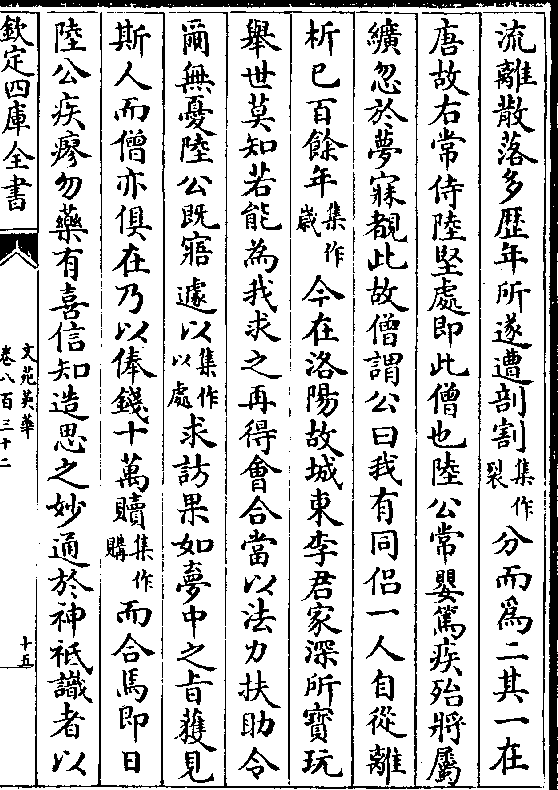 流離散落多歷年所遂遭剖割集作裂分而爲二其一在
唐故右常侍陸堅處即此僧也陸公常嬰篤疾殆將屬
纊忽於夢寐覩此故僧謂公曰我有同侣一人自從離
析已百餘年集作歲今在洛陽故城東李君家深所寶玩
舉世莫知若能為我求之再得會合當以法力扶助令
爾無憂陸公既寤遽以集作以處求訪果如夢中之旨獲見
斯人而僧亦俱在乃以俸錢十萬贖集作購而合焉即日
陸公疾瘳勿藥有喜信知造思之妙通於神祇識者以
欽定四庫全書
文苑英華
卷八百三十二
十五